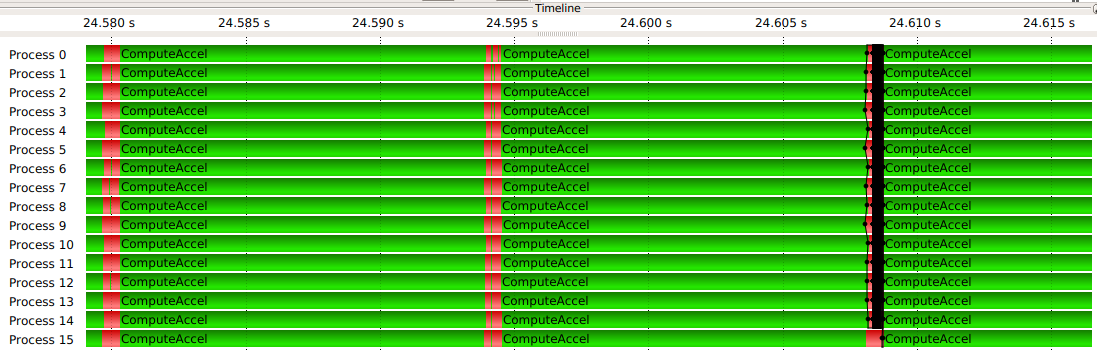 Timeline
24.580 s 24.585 s 24.590 s 24.595 s 24.600 s 24.605 s 24.610 s 24.615 s
Process 0 ComputeAccel ComputeAccel ComputeAccel
Process 1 ComputeAccel ComputeAccel ComputeAccel
Process 2 ComputeAccel ComputeAccel ComputeAccel
Process 3 ComputeAccel ComputeAccel ComputeAccel
Process 4 ComputeAccel ComputeAccel ComputeAccel
Process 5 ComputeAccel ComputeAccel ComputeAccel
Process 6 ComputeAccel ComputeAccel ComputeAccel
Process 7 ComputeAccel ComputeAccel ComputeAccel
Process 8 ComputeAccel ComputeAccel ComputeAccel
Process 9 ComputeAccel ComputeAccel ComputeAccel
Process 10 ComputeAccel ComputeAccel ComputeAccel
Process 11 ComputeAccel ComputeAccel ComputeAccel
Process 12 ComputeAccel ComputeAccel ComputeAccel
Process 13 ComputeAccel ComputeAccel ComputeAccel
Process 14 ComputeAccel ComputeAccel ComputeAccel
Process 15 ComputeAccel ComputeAccel ComputeAccel